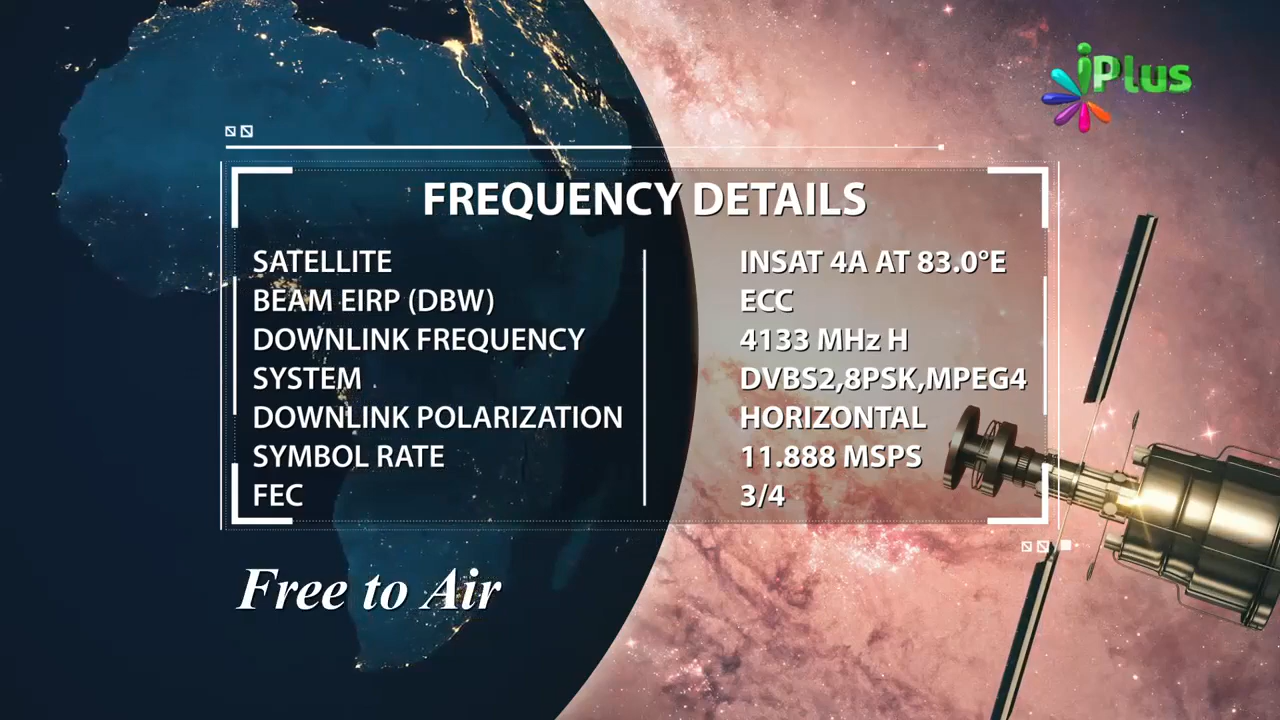 iPlus
FREQUENCY DETAILS
SATELLITE INSAT 4A AT 83.0°E
BEAM EIRP (DBW) ECC
DOWNLINK FREQUENCY 4133 MHz H
SYSTEM DVBS2,8PSK,MPEG4
DOWNLINK POLARIZATION HORIZONTAL
SYMBOL RATE 11.888 MSPS
FEC 3/4
Free to Air